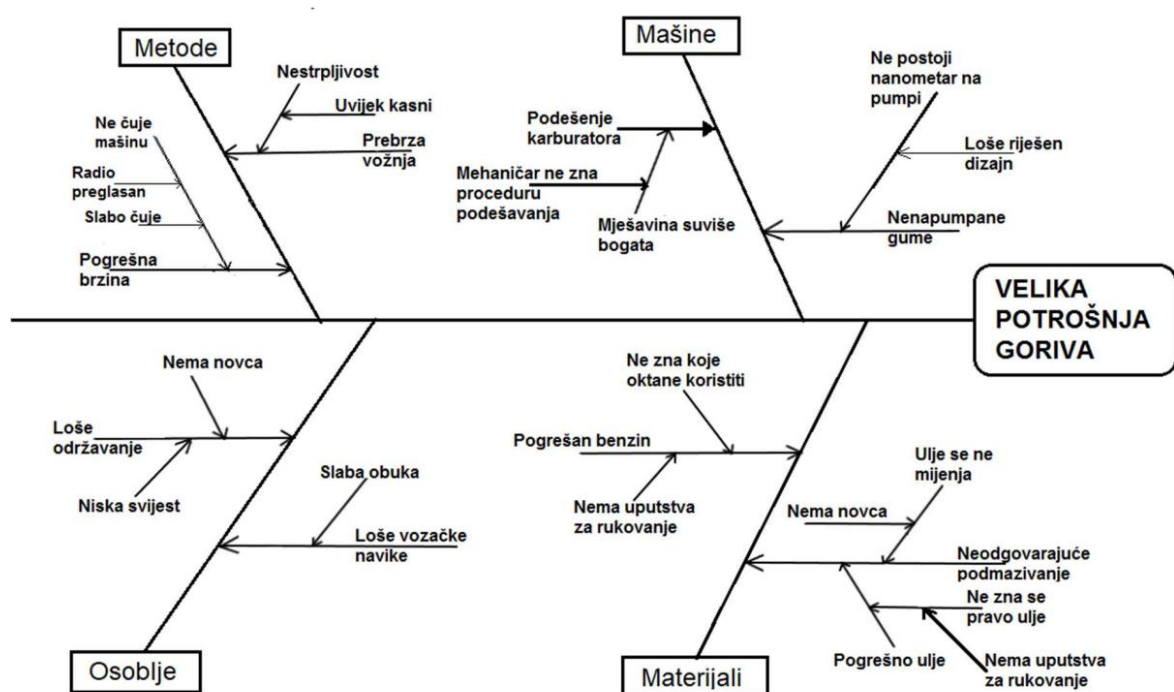 Metode
Nestrpljivost
Uvijek kasni
Prebrza
vožnja
Ne čuje
mašinu
Radio
preglasan
Slabo čuje
Pogrešna
brzina
Mašine
Podešenje
karburatora
Mehaničar ne zna
proceduru
podešavanja
Mješavina suviše
bogata
Ne postoji
nanometar na
pumpi
Loše riješen
dizajn
Nenapumpane
gume
VELIKA
POTROŠNJA
GORIVA
Nema novca
Loše
održavanje
Niska svijest
Slaba obuka
Loše vozačke
navike
Osoblje
Ne zna koje
oktane koristiti
Pogrešan benzin
Nema uputstva
za rukovanje
Ulje se ne
mijenja
Nema novca
Neodgovarajuće
podmazivanje
Ne zna se
pravo ulje
Pogrešno ulje
Nema uputstva
za rukovanje
Materijali